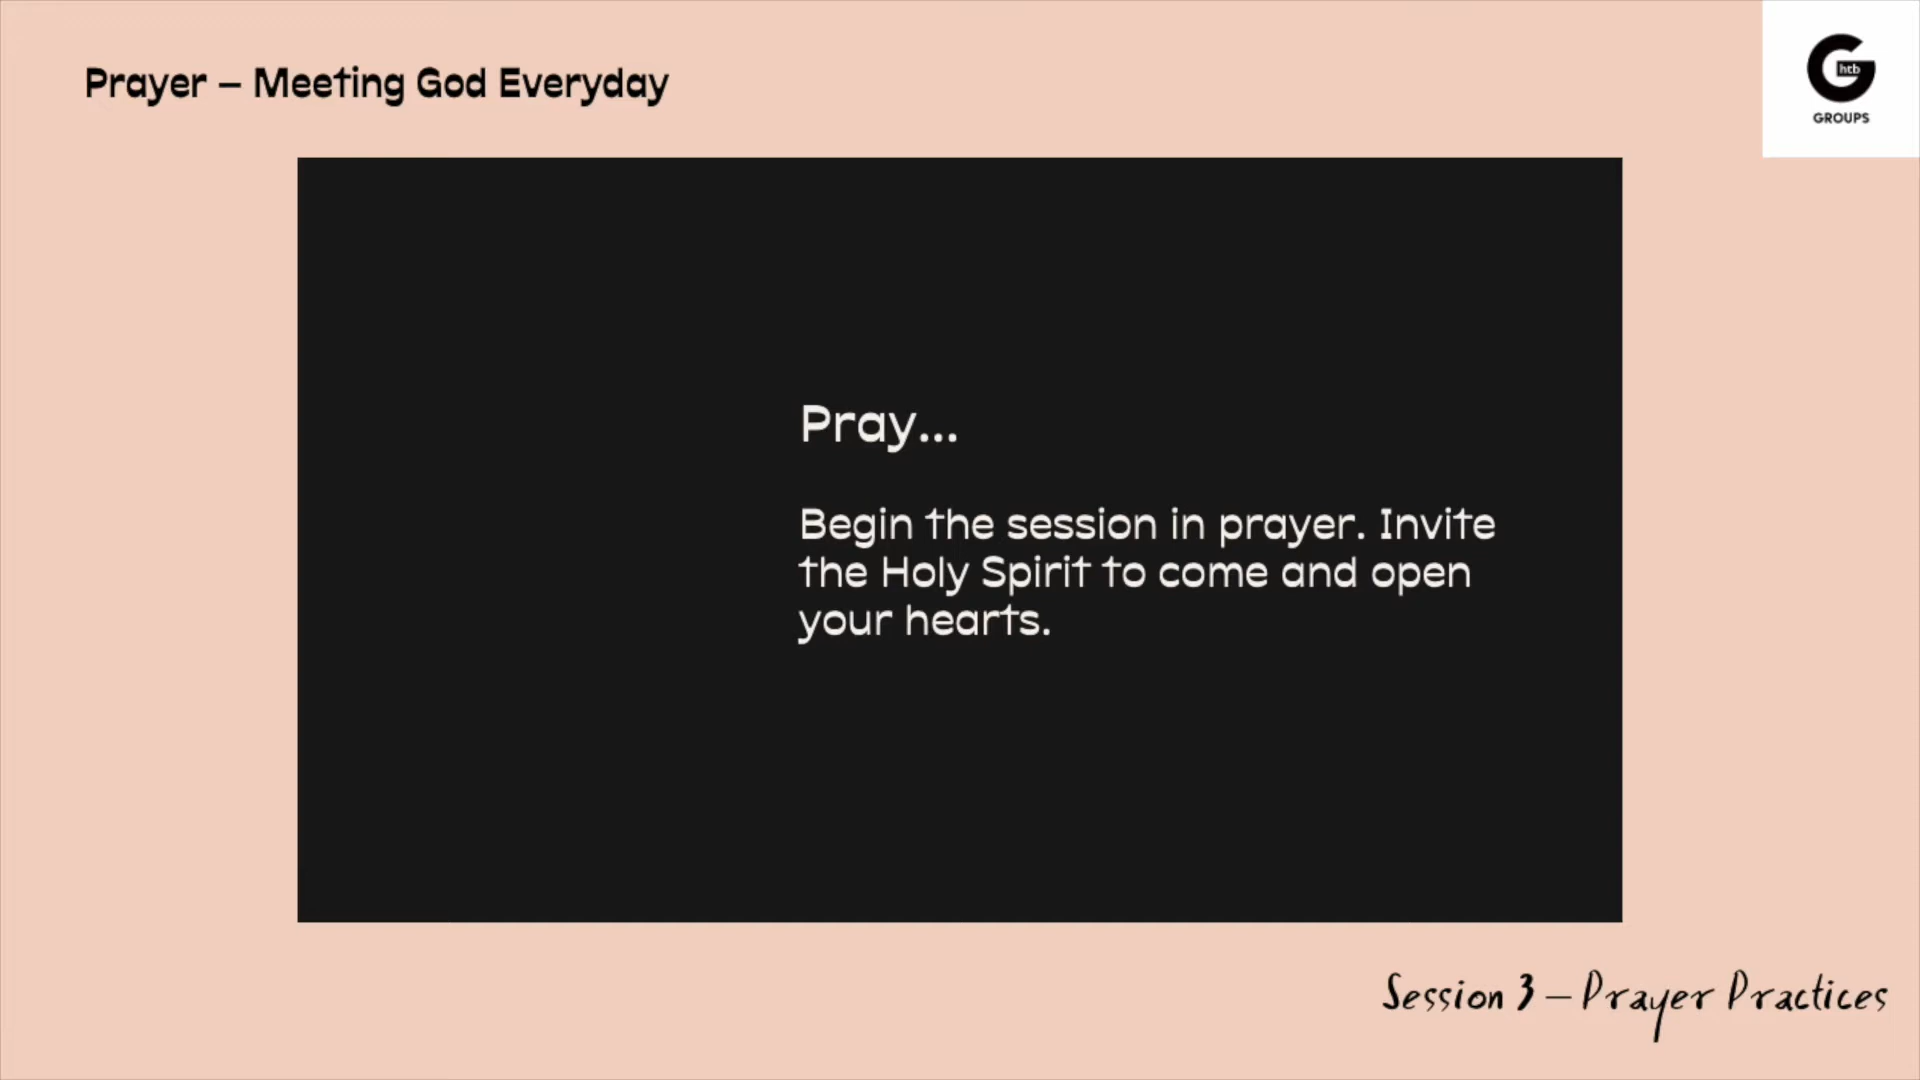 Prayer – Meeting God Everyday
htb
GROUPS
Pray...
Begin the session in prayer. Invite
the Holy Spirit to come and open
your hearts.
Session 3 – Prayer Practices